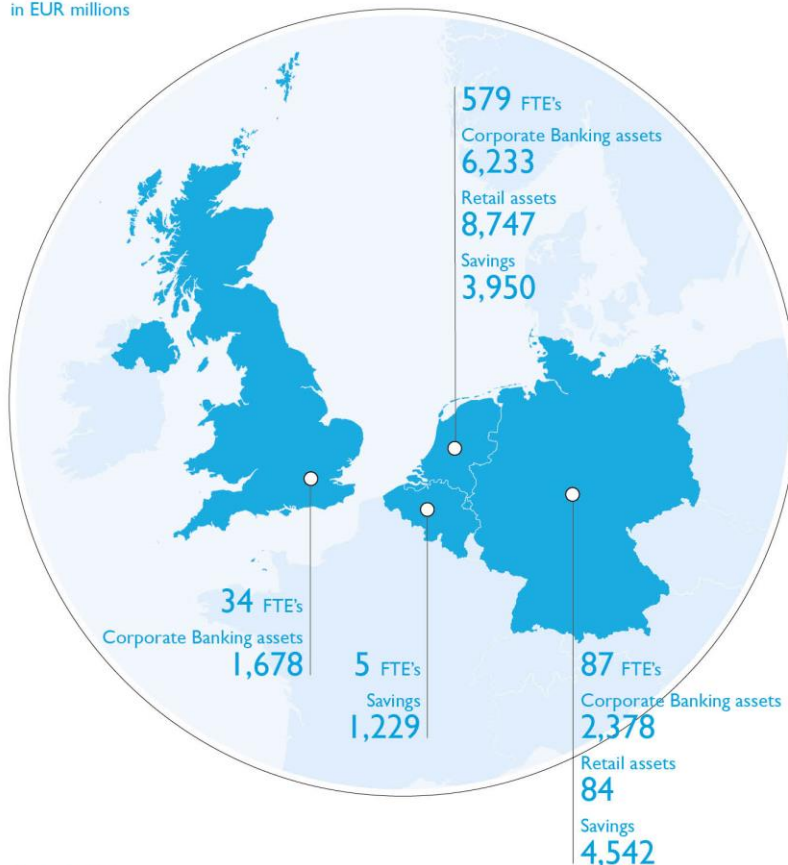 in EUR millions
579 FTE's
Corporate Banking assets
6,233
Retail assets
8,747
Savings
3,950
34 FTE's
Corporate Banking assets
1,678
5 FTE's
Savings
1,229
87 FTE's
Corporate Banking assets
2,378
Retail assets
84
Savings
4,542